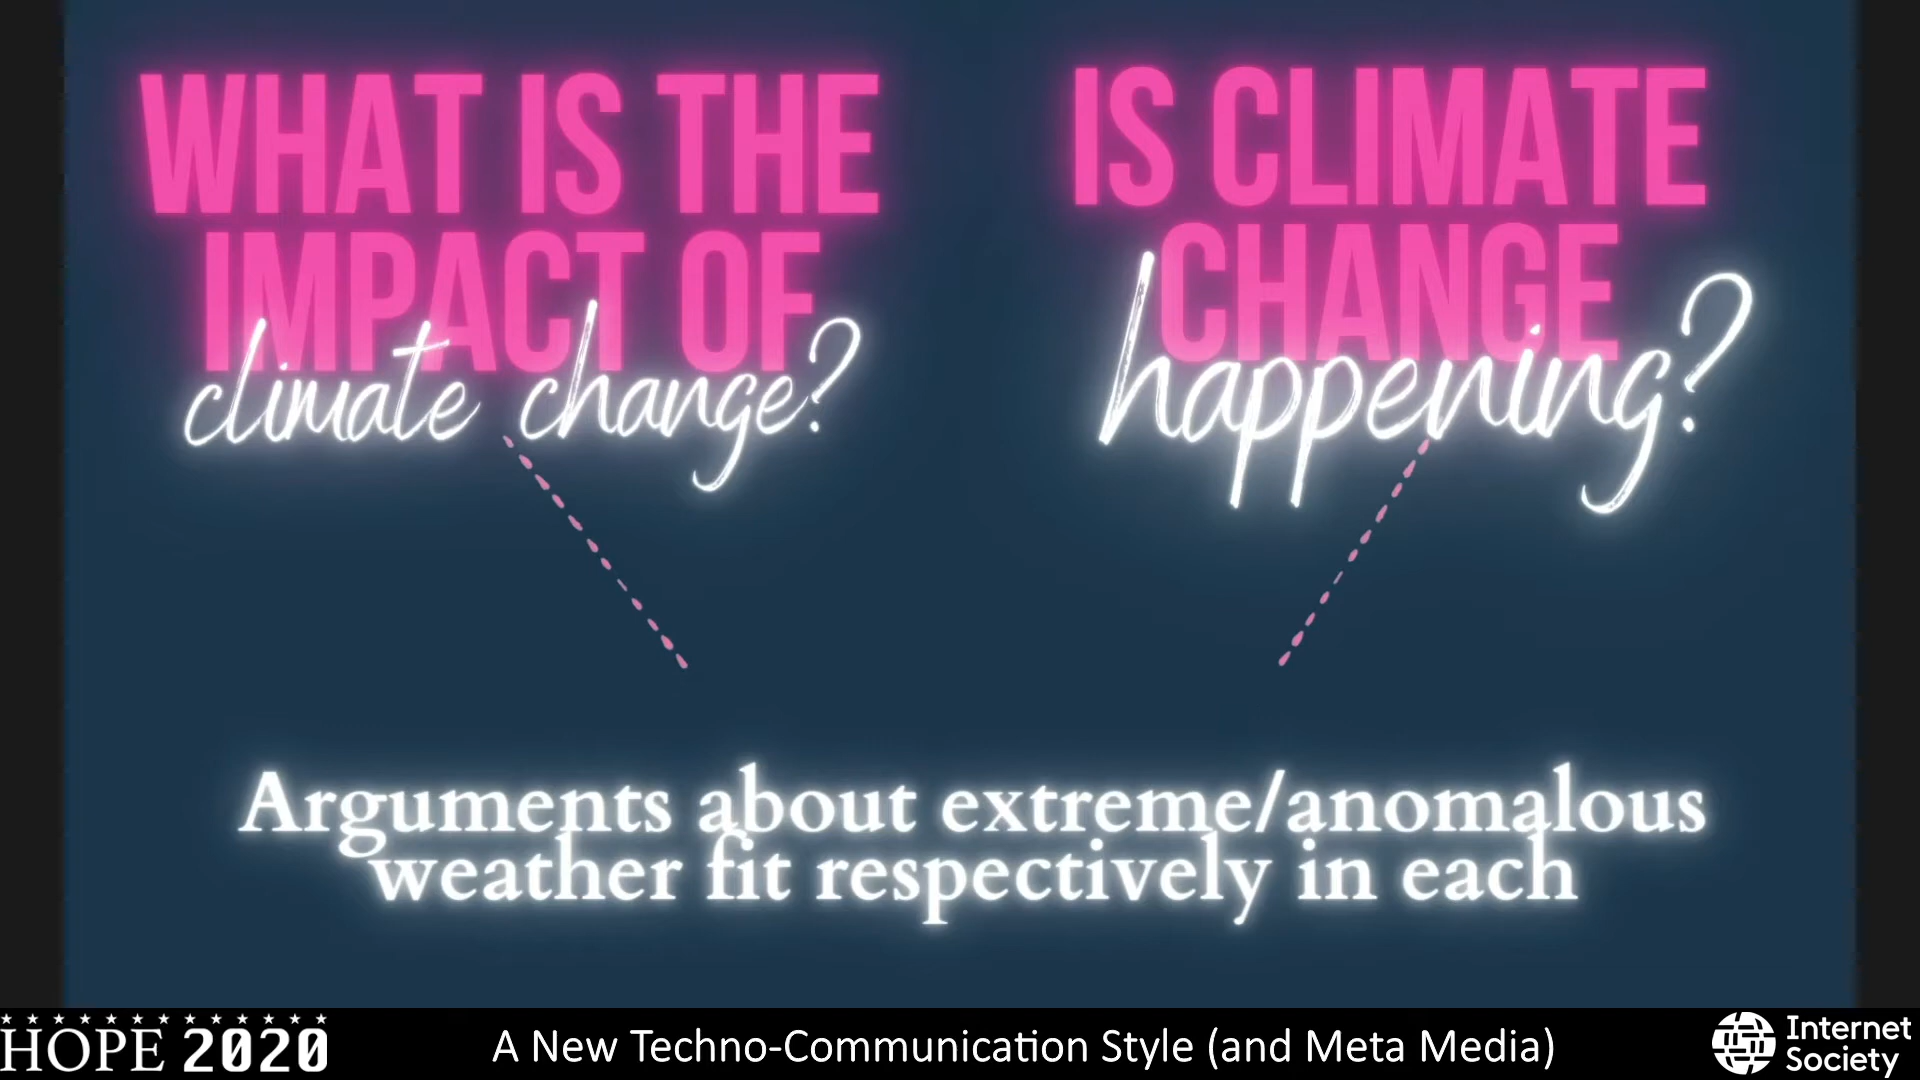 WHAT IS THE
IMPACT OF
climate change?
IS CLIMATE
CHANGE
happening?
Arguments about extreme/anomalous
weather fit respectively in each
HOPE 2020
A New Techno-Communication Style (and Meta Media)
Internet
Society